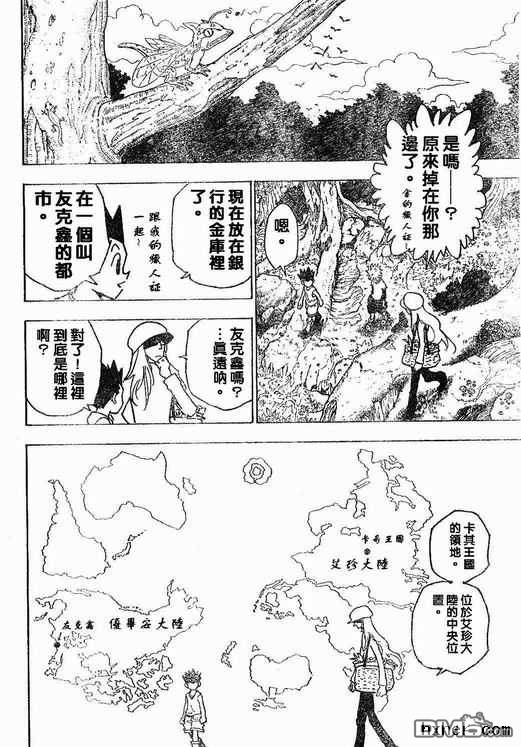 是嗎——？
原來掉在你那
邊了。
金的獵人証
嗯。
現在放在銀
行的金庫裡
了。
跟我的獵人証
一起～
在一個叫
友克鑫的都
市。
友克鑫嗎？
…真遠吶。
對了！這裡
到底是哪裡
啊？
卡其王國
的領地。
位於艾珍大
陸的中央位
置。
卡奇王國
艾珍大陸
友克鑫
優畢安大陸